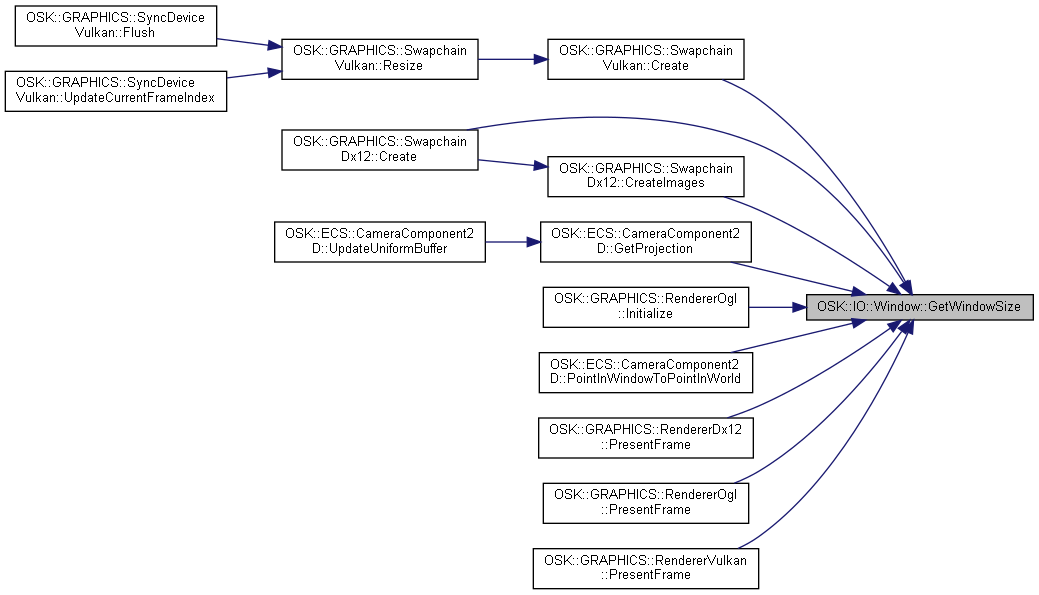 OSK::GRAPHICS::SyncDevice
Vulkan::Flush
OSK::GRAPHICS::SyncDevice
Vulkan::UpdateCurrentFrameIndex
OSK::GRAPHICS::Swapchain
Vulkan::Resize
OSK::GRAPHICS::Swapchain
Vulkan::Create
OSK::GRAPHICS::Swapchain
Dx12::Create
OSK::GRAPHICS::Swapchain
Dx12::CreateImages
OSK::ECS::CameraComponent2
D::UpdateUniformBuffer
OSK::ECS::CameraComponent2
D::GetProjection
OSK::GRAPHICS::RendererOgl
::Initialize
OSK::IO::Window::GetWindowSize
OSK::ECS::CameraComponent2
D::PointInWindowToPointInWorld
OSK::GRAPHICS::RendererDx12
::PresentFrame
OSK::GRAPHICS::RendererOgl
::PresentFrame
OSK::GRAPHICS::RendererVulkan
::PresentFrame